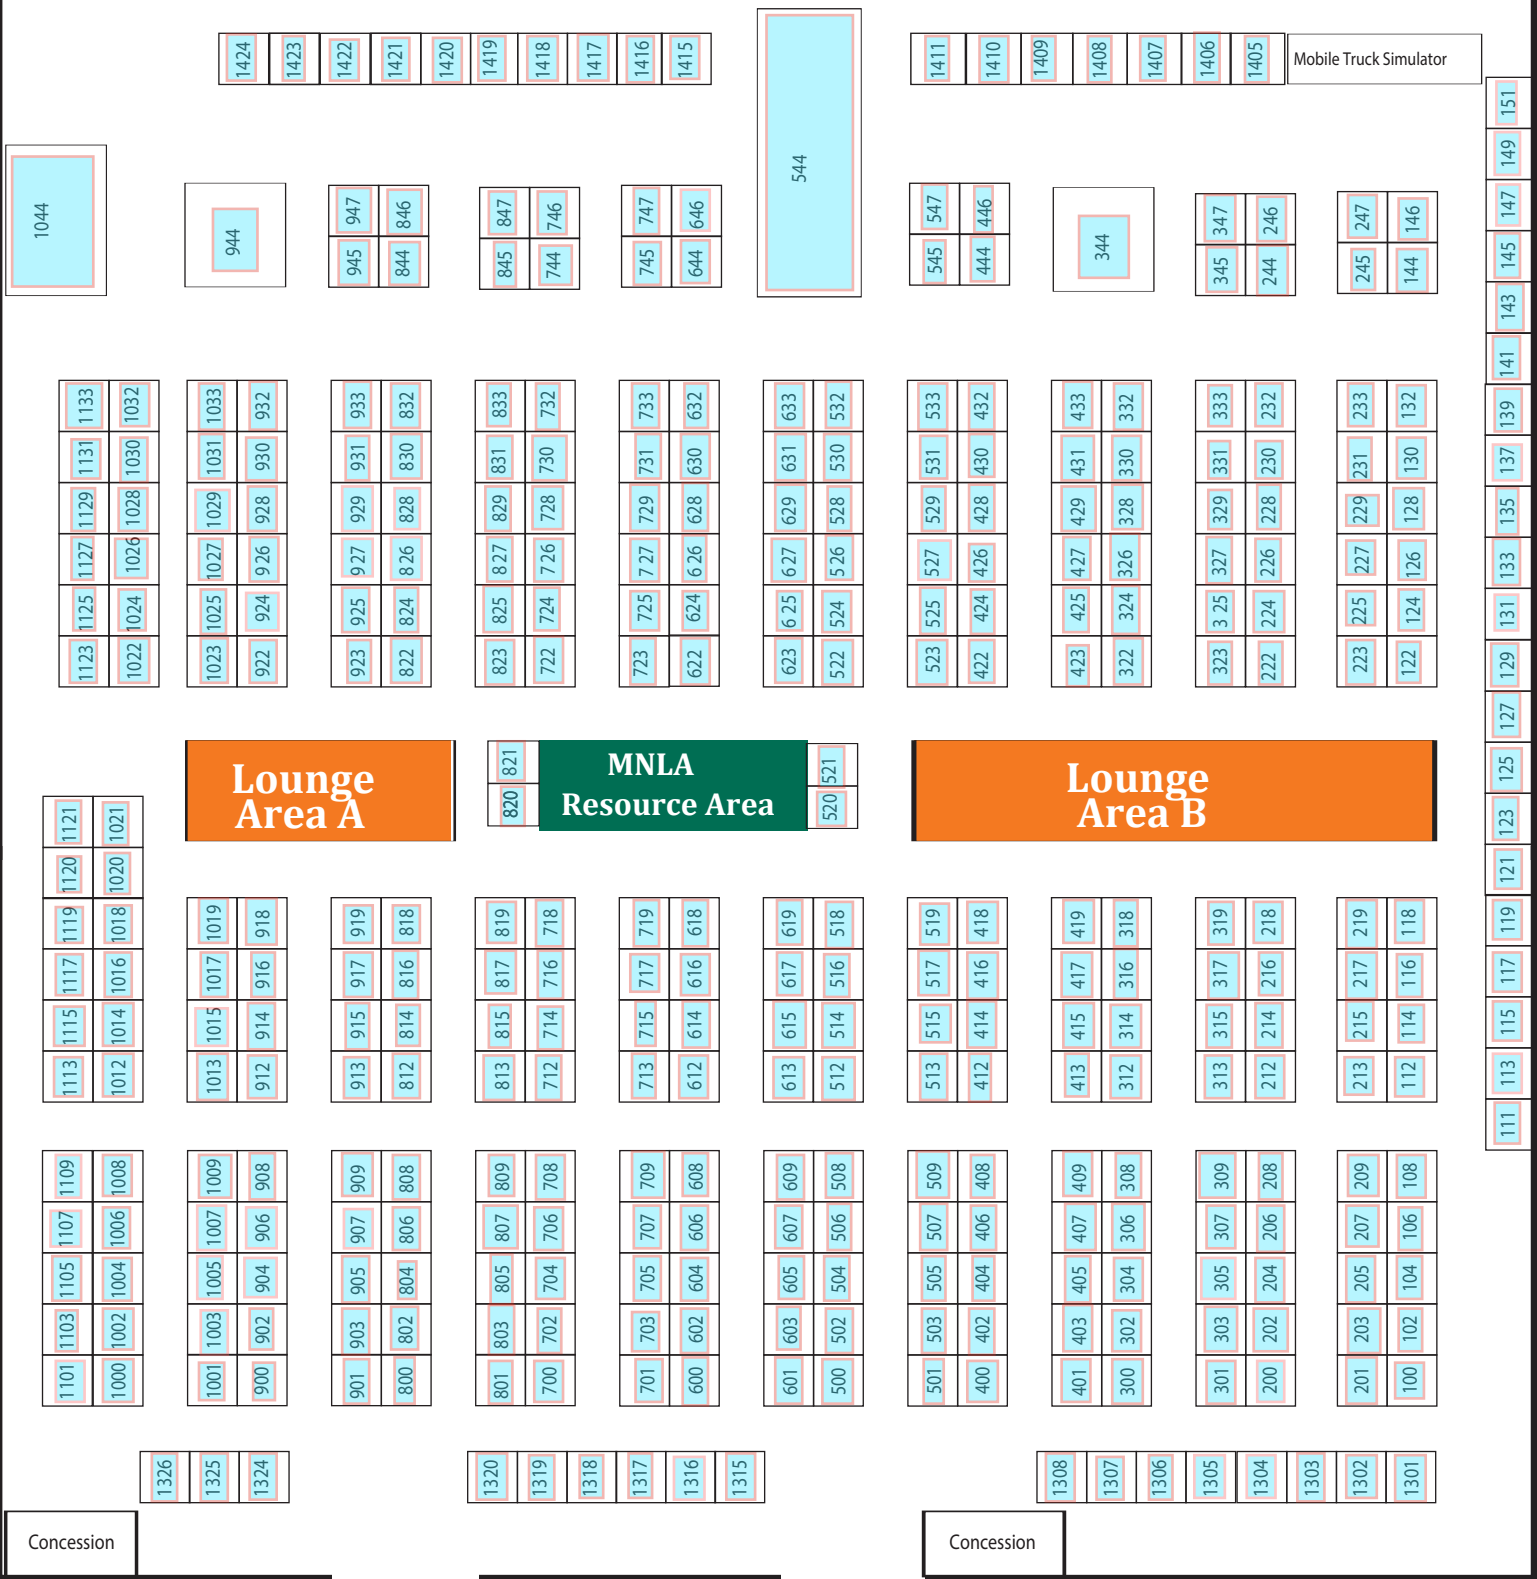 1424 1423 1422 1421 1420 1419 1418 1417 1416 1415
1411 1410 1409 1408 1407 1406 1405 Mobile Truck Simulator
151
149
147
145
143
141
139
137
135
133
131
129
127
125
123
121
119
117
115
113
111
1044
944
544
344
947 846 847 746 747 646 547 446 347 246 247 146
945 844 845 744 745 644 545 444 345 244 245 144
1133 1032 1033 932 933 832 833 732 733 632 633 532 533 432 433 332 333 232 233 132
1131 1030 1031 930 931 830 831 730 731 630 631 530 531 430 431 330 331 230 231 130
1129 1028 1029 928 929 828 829 728 729 628 629 528 529 428 429 328 329 228 229 128
1127 1026 1027 926 927 826 827 726 727 626 627 526 527 426 427 326 327 226 227 126
1125 1024 1025 924 925 824 825 724 725 624 625 524 525 424 425 324 325 224 225 124
1123 1022 1023 922 923 822 823 722 723 622 623 522 523 422 423 322 323 222 223 122
Lounge
Area A
821
820
MNLA
Resource Area
521
520
Lounge
Area B
1121 1021
1120 1020
1119 1018 1019 918 919 818 819 718 719 618 619 518 519 418 419 318 319 218 219 118
1117 1016 1017 916 917 816 817 716 717 616 617 516 517 416 417 316 317 216 217 116
1115 1014 1015 914 915 814 815 714 715 614 615 514 515 414 415 314 315 214 215 114
1113 1012 1013 912 913 812 813 712 713 612 613 512 513 412 413 312 313 212 213 112
1109 1008 1009 908 909 808 809 708 709 608 609 508 509 408 409 308 309 208 209 108
1107 1006 1007 906 907 806 807 706 707 606 607 506 507 406 407 306 307 206 207 106
1105 1004 1005 904 905 804 805 704 705 604 605 504 505 404 405 304 305 204 205 104
1103 1002 1003 902 903 802 803 702 703 602 603 502 503 402 403 302 303 202 203 102
1101 1000 1001 900 901 800 801 700 701 600 601 500 501 400 401 300 301 200 201 100
1326 1325 1324
1320 1319 1318 1317 1316 1315
1308 1307 1306 1305 1304 1303 1302 1301
Concession
Concession